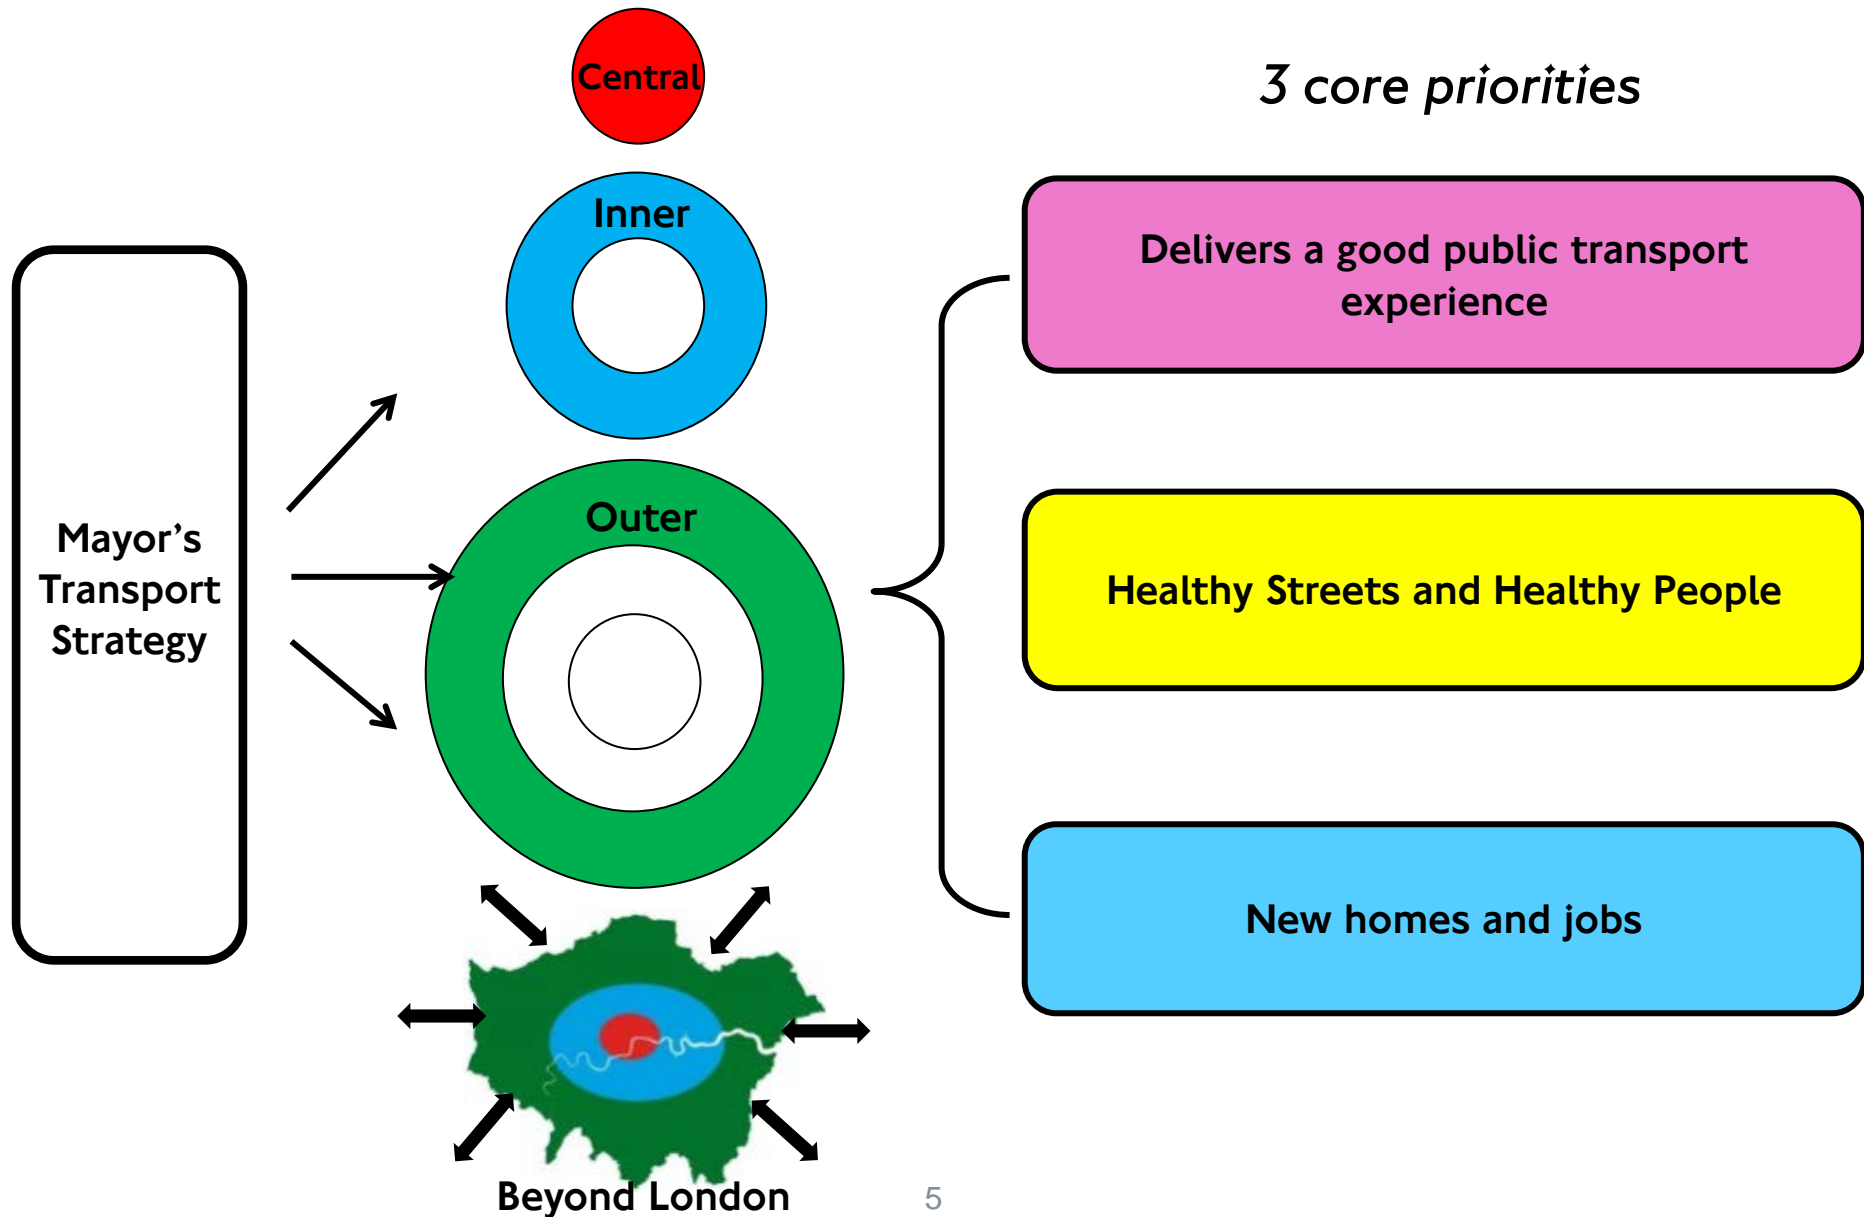 Mayor’s
Transport
Strategy
Central
Inner
Outer
Beyond London
3 core priorities
Delivers a good public transport
experience
Healthy Streets and Healthy People
New homes and jobs
5